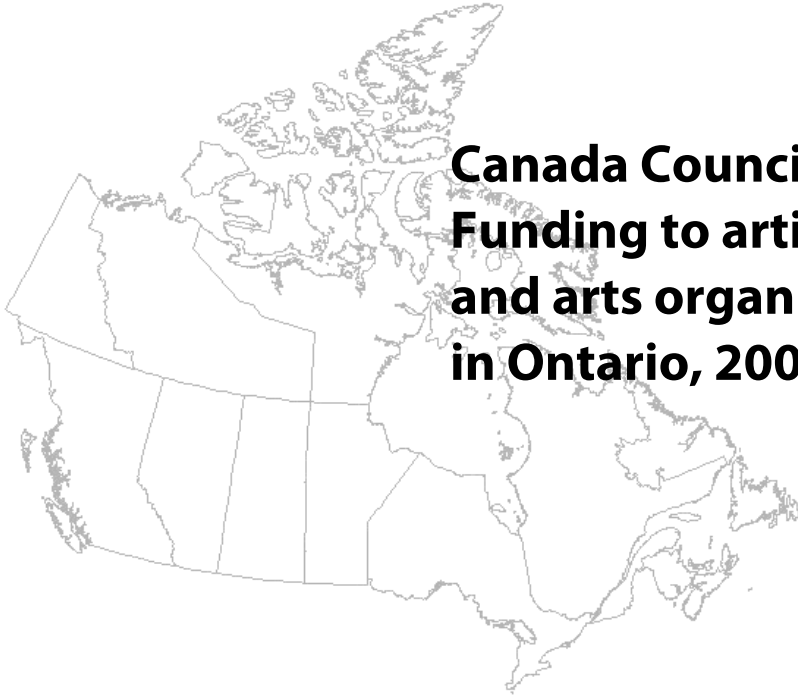 Canada Counci
Funding to arti
and arts organ
in Ontario, 200